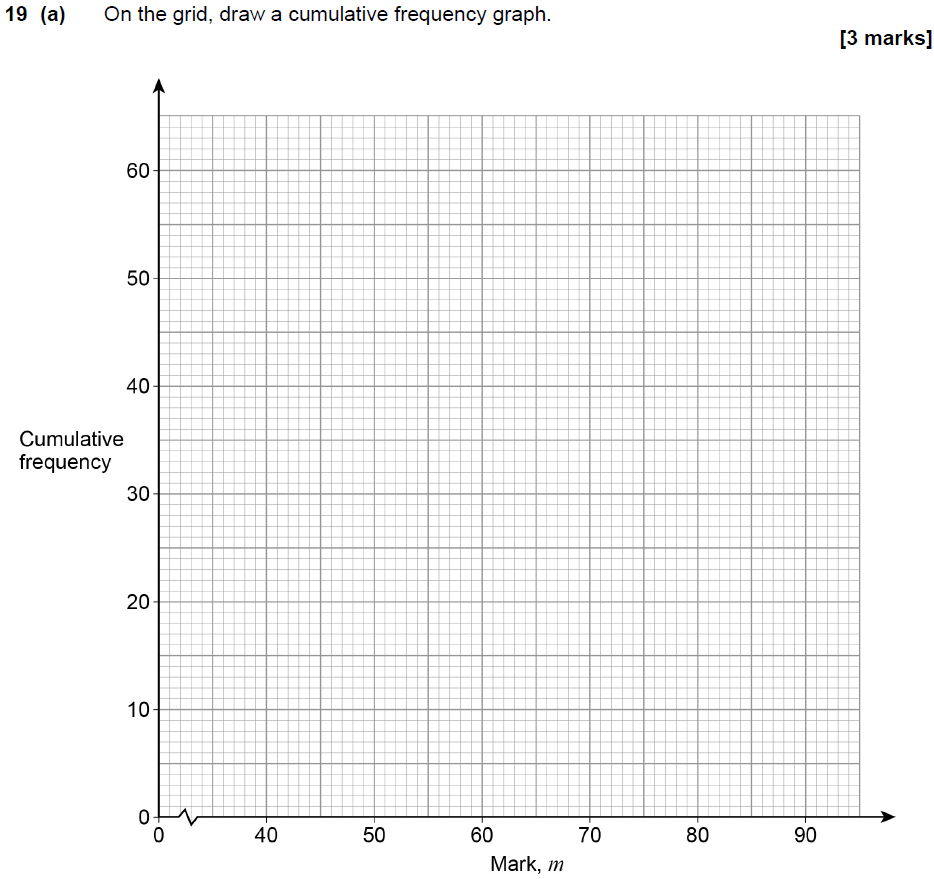 19 (a) On the grid, draw a cumulative frequency graph.
[3 marks]
60
50
40
Cumulative
frequency
30
20
10
0
0 40 50 60 70 80 90
Mark, m